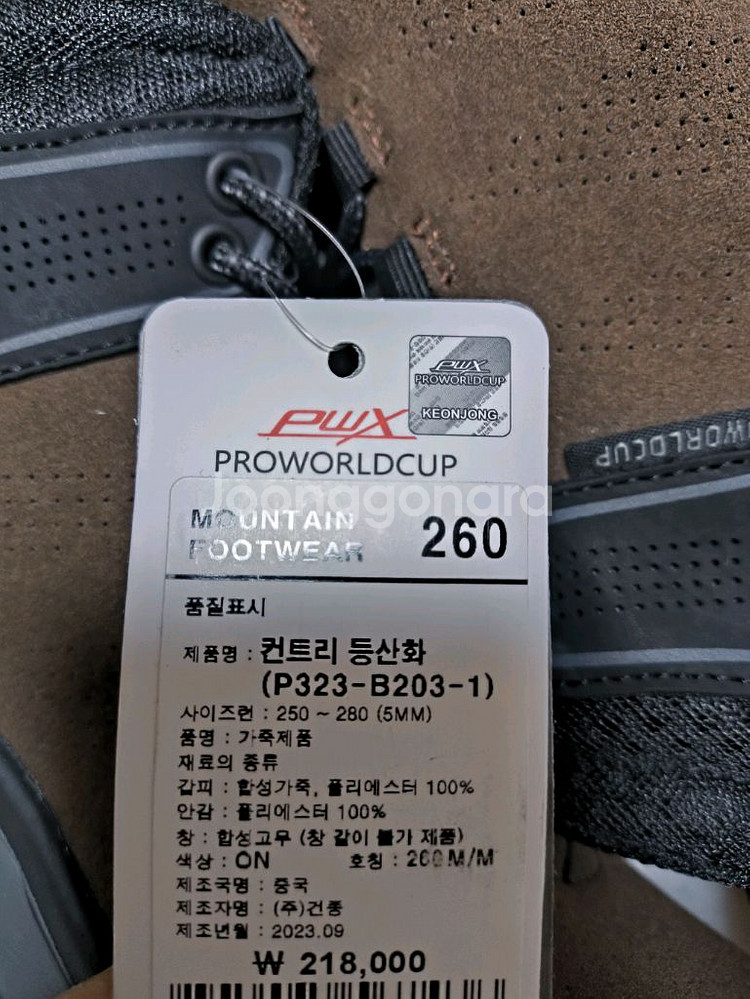 PWX
PROWORLDCUP
KEONJONG
PWX
PROWORLDCUP
Joonggonara
MOUNTAIN
FOOTWEAR
260
품질표시
제품명 : 컨트리 등산화
(P323-B203-1)
사이즈런 : 250 ~ 280 (5MM)
품명 : 가죽제품
재료의 종류
갑피 : 합성가죽, 폴리에스터 100%
안감 : 폴리에스터 100%
창 : 합성고무 (창 갈이 불가 제품)
색상 : ON 호칭 : 260 M/M
제조국명 : 중국
제조자명 : (주)건종
제조년월 : 2023.09
₩ 218,000
OWORLDCUP